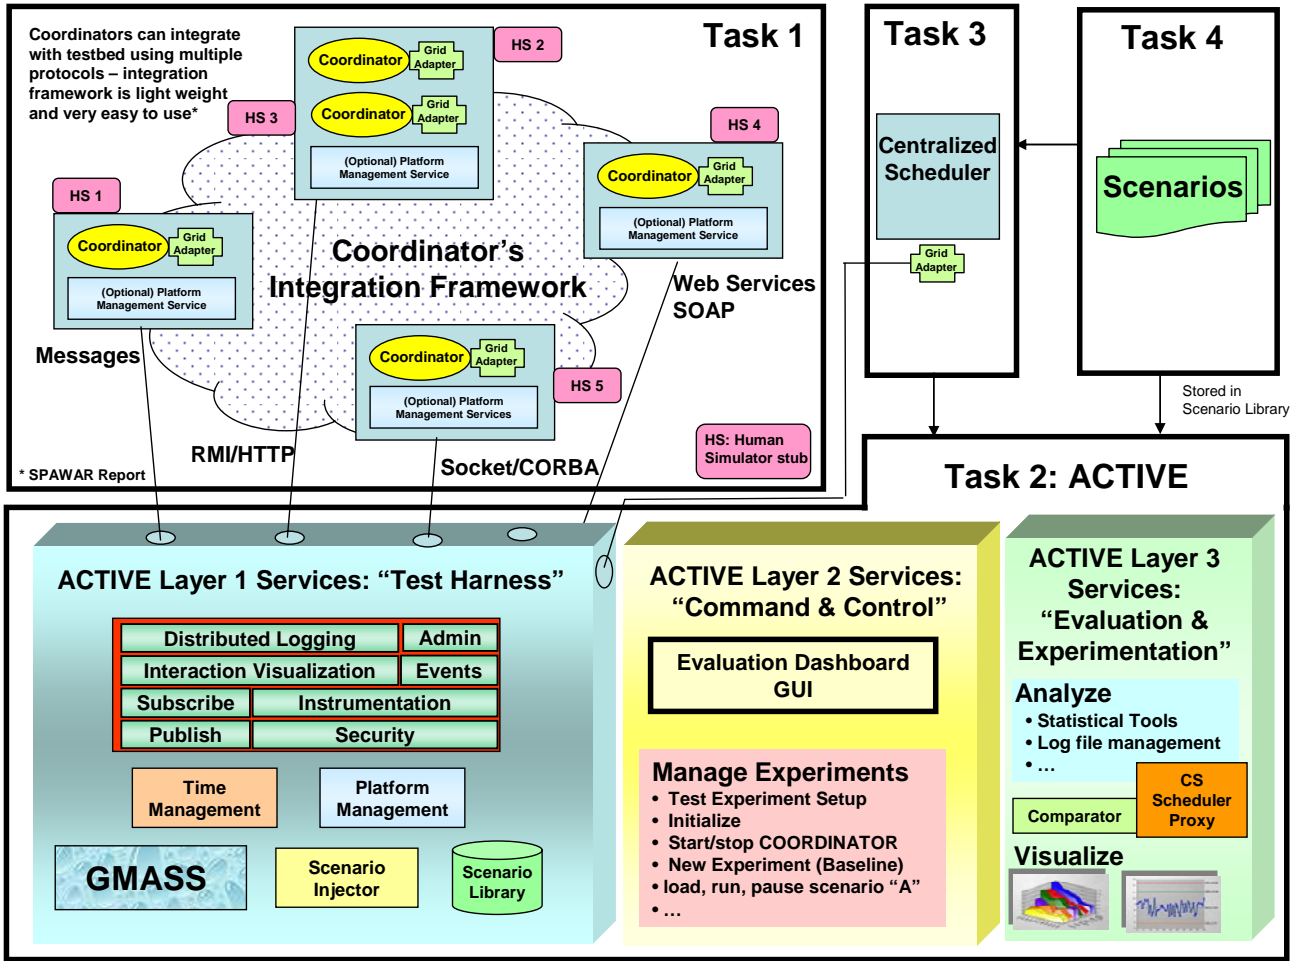 Coordinators can integrate
with testbed using multiple
protocols – integration
framework is light weight
and very easy to use*
Task 1
HS 2
Coordinator
Grid
Adapter
Coordinator
Grid
Adapter
(Optional) Platform
Management Service
HS 3
HS 4
Coordinator
Grid
Adapter
(Optional) Platform
Management Service
HS 1
Coordinator
Grid
Adapter
(Optional) Platform
Management Service
Coordinator’s
Integration Framework
Web Services
SOAP
Messages
Coordinator
Grid
Adapter
(Optional) Platform
Management Services
HS 5
RMI/HTTP
Socket/CORBA
HS: Human
Simulator stub
* SPAWAR Report
Task 3
Centralized
Scheduler
Grid
Adapter
Task 4
Scenarios
Stored in
Scenario Library
Task 2: ACTIVE
ACTIVE Layer 1 Services: “Test Harness”
Distributed Logging
Admin
Interaction Visualization
Events
Subscribe
Instrumentation
Publish
Security
Time
Management
Platform
Management
GMASS
Scenario
Injector
Scenario
Library
ACTIVE Layer 2 Services:
“Command & Control”
Evaluation Dashboard
GUI
Manage Experiments
• Test Experiment Setup
• Initialize
• Start/stop COORDINATOR
• New Experiment (Baseline)
• load, run, pause scenario “A”
• ...
ACTIVE Layer 3
Services:
“Evaluation &
Experimentation”
Analyze
• Statistical Tools
• Log file management
• ...
CS
Scheduler
Proxy
Comparator
Visualize